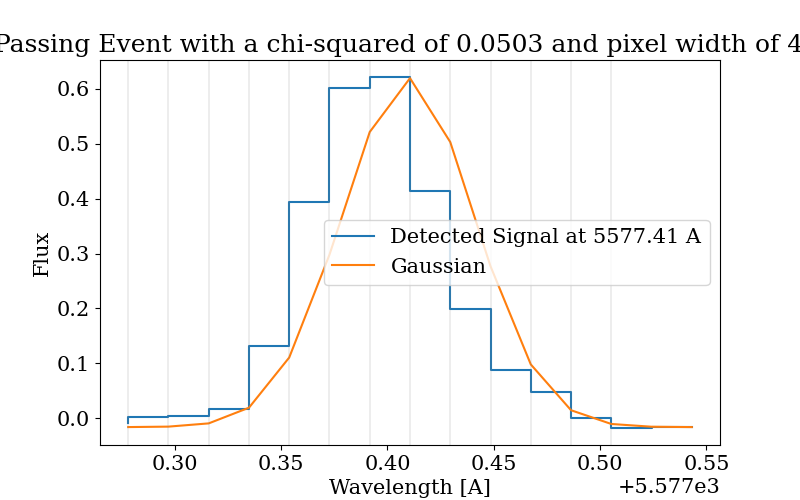 Passing Event with a chi-squared of 0.0503 and pixel width of 4
0.6
0.5
0.4
0.3
0.2
0.1
0.0
Flux
Detected Signal at 5577.41 A
Gaussian
0.30 0.35 0.40 0.45 0.50 0.55
Wavelength [A]
+5.577e3